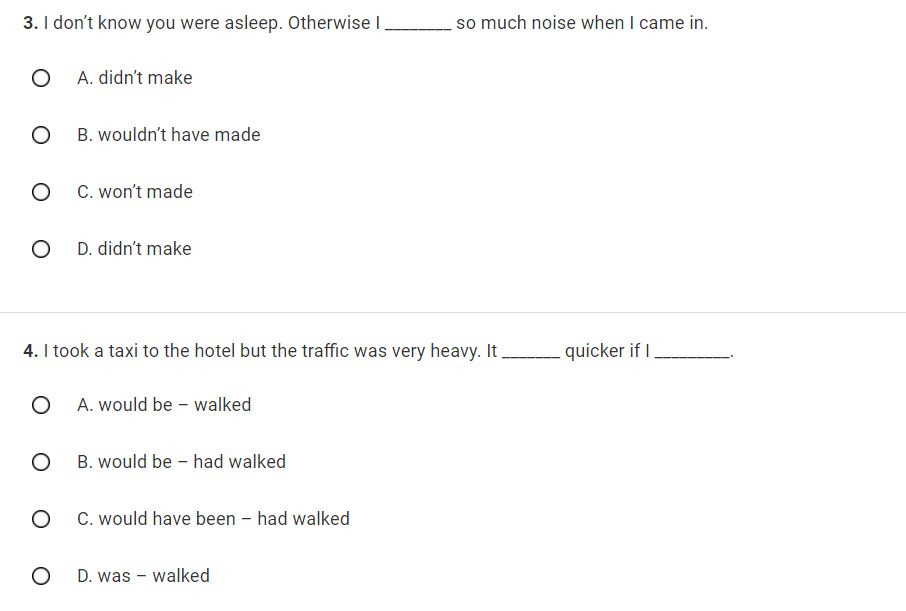 3. I don’t know you were asleep. Otherwise I ________ so much noise when I came in.
A. didn’t make
B. wouldn’t have made
C. won’t made
D. didn’t make
4. I took a taxi to the hotel but the traffic was very heavy. It _______ quicker if I _________.
A. would be – walked
B. would be – had walked
C. would have been – had walked
D. was – walked